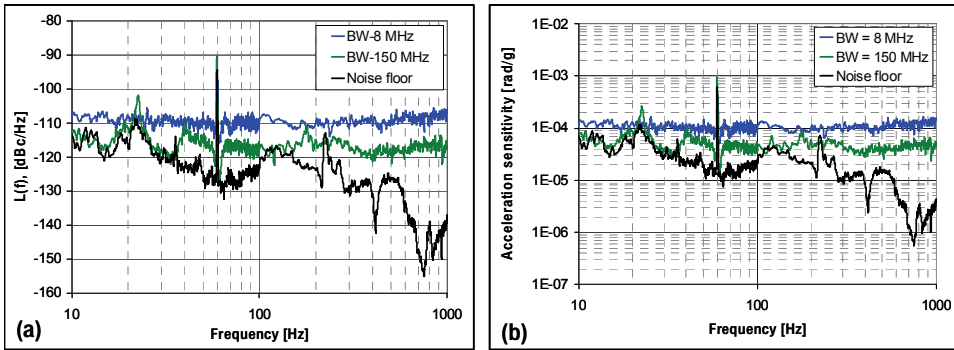 -80
-90
-100
-110
-120
-130
-140
-150
-160
L(f), [dBc/Hz]
BW-8 MHz
BW-150 MHz
Noise floor
10
100
1000
Frequency [Hz]
(a)
1E-02
1E-03
1E-04
1E-05
1E-06
1E-07
Acceleration sensitivity [rad/g]
BW = 8 MHz
BW = 150 MHz
Noise floor
10
100
1000
Frequency [Hz]
(b)